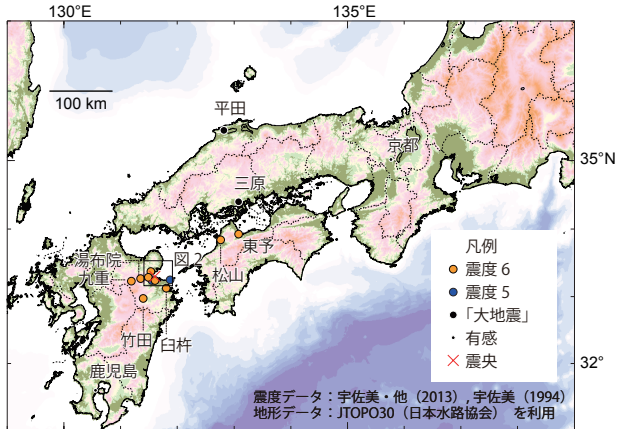 130°E
135°E
100 km
平田
京都
35°N
三原
湯布院
図 2
東予
九重
松山
凡例
震度 6
震度 5
「大地震」
有感
震央
竹田
臼杵
鹿児島
32°
震度データ：宇佐美・他（2013）, 宇佐美（1994）
地形データ：JTOPO30（日本水路協会） を利用